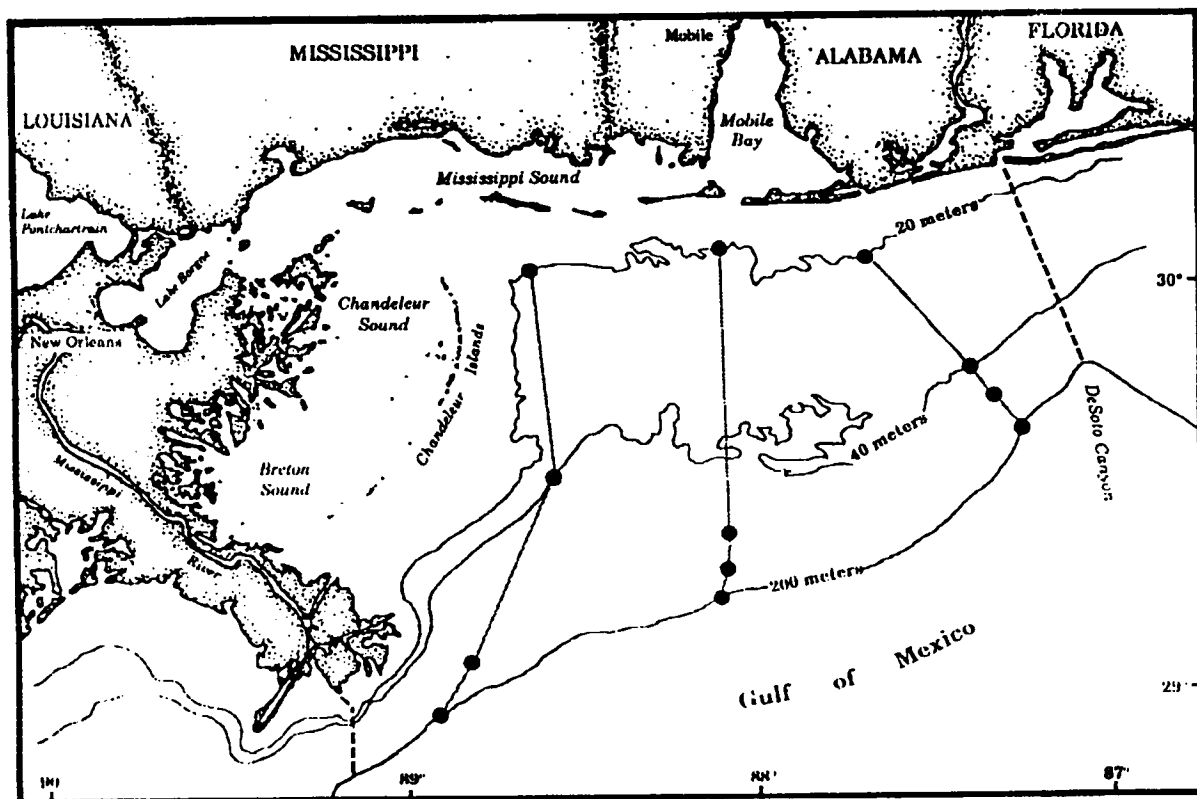 MISSISSIPPI
Mobile
ALABAMA
FLORIDA
LOUISIANA
Mobile
Bay
Mississippi Sound
Lake
Pontchartrain
Lake Borgne
20 meters
30°
Chandeleur
Sound
New Orleans
Chandeleur Islands
DeSoto Canyon
40 meters
Breton
Sound
Mississippi
River
200 meters
Gulf of Mexico
29°
90
89°
88°
87°